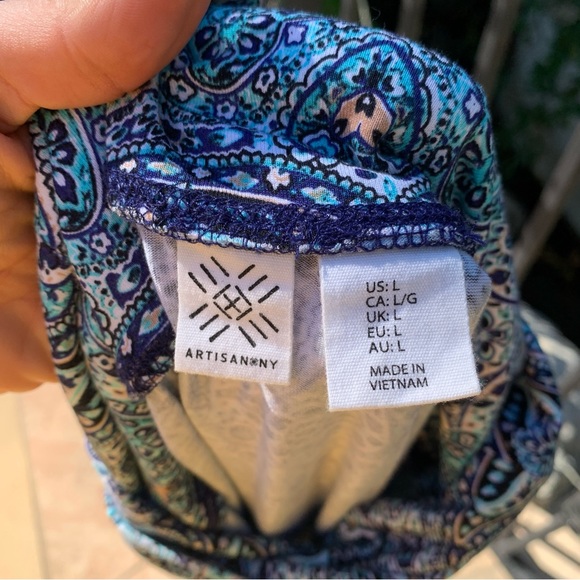 ARTISAN※NY
US: L
CA: L/G
UK: L
EU: L
AU: L
MADE IN
VIETNAM